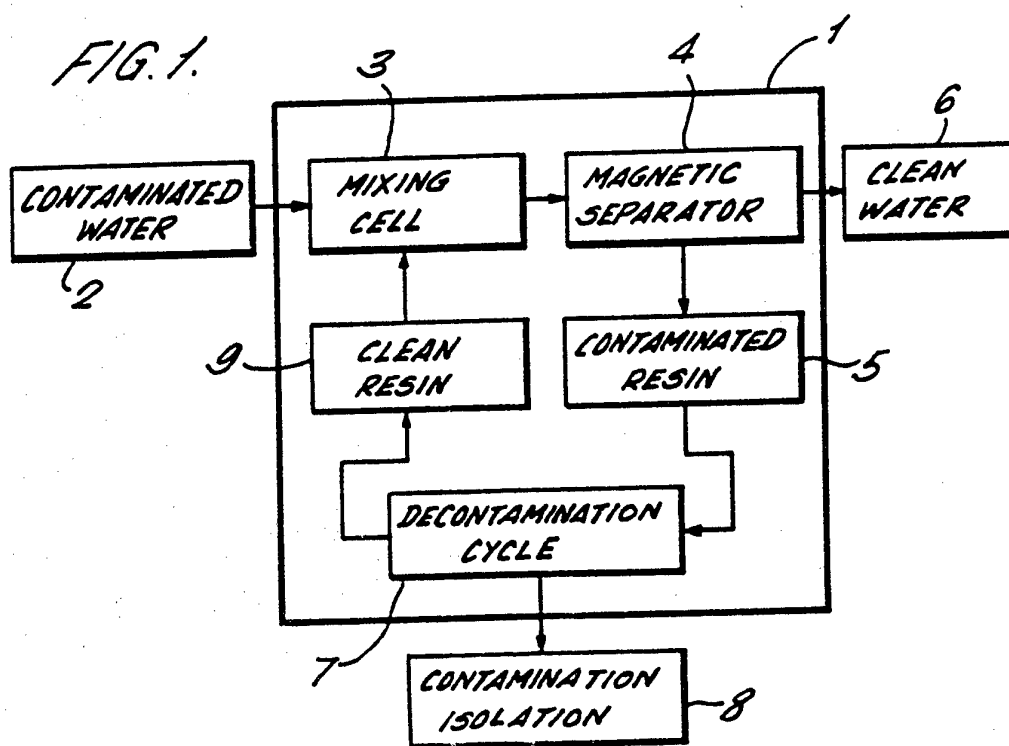 FIG. 1.
1
3
4
6
CONTAMINATED
WATER
2
MIXING
CELL
MAGNETIC
SEPARATOR
CLEAN
WATER
9
CLEAN
RESIN
CONTAMINATED
RESIN
5
DECONTAMINATION
CYCLE
7
CONTAMINATION
ISOLATION
8